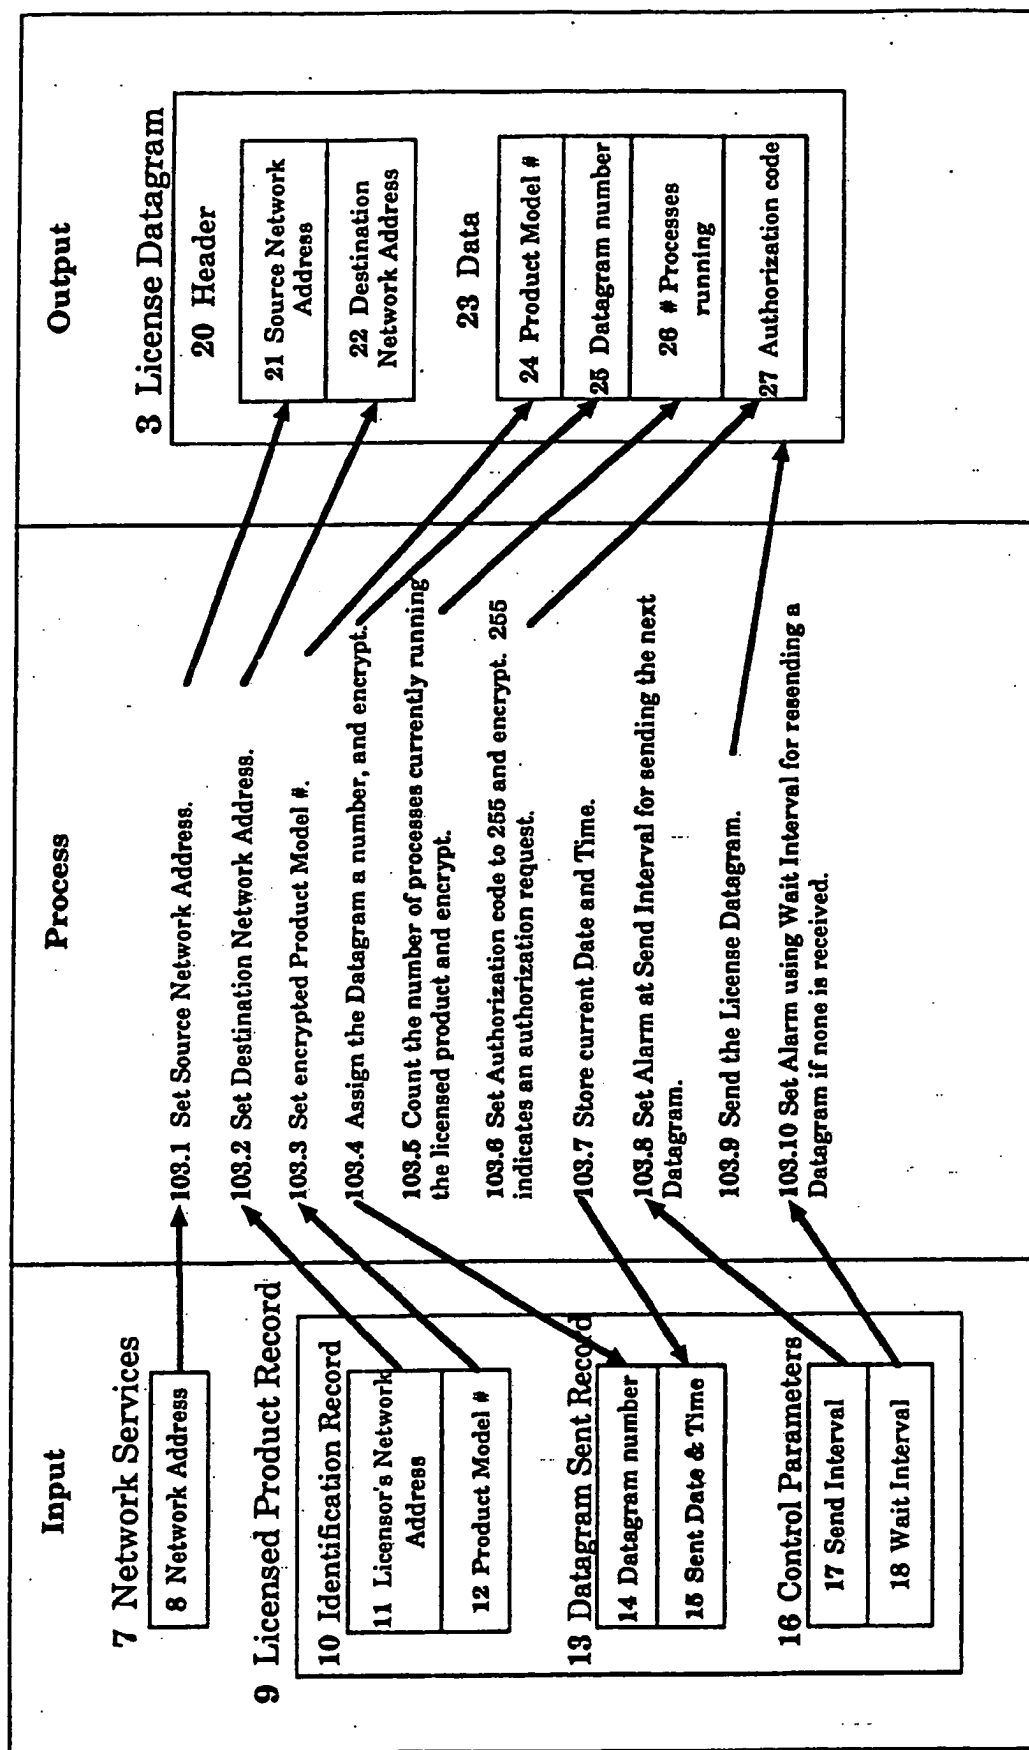 Input
7 Network Services
8 Network Address
9 Licensed Product Record
10 Identification Record
11 Licensor's Network
Address
12 Product Model #
13 Datagram Sent Record
14 Datagram number
15 Sent Date & Time
16 Control Parameters
17 Send Interval
18 Wait Interval
Process
103.1 Set Source Network Address.
103.2 Set Destination Network Address.
103.3 Set encrypted Product Model #.
103.4 Assign the Datagram a number, and encrypt.
103.5 Count the number of processes currently running
the licensed product and encrypt.
103.6 Set Authorization code to 255 and encrypt. 255
indicates an authorization request.
103.7 Store current Date and Time.
103.8 Set Alarm at Send Interval for sending the next
Datagram.
103.9 Send the License Datagram.
103.10 Set Alarm using Wait Interval for resending a
Datagram if none is received.
Output
3 License Datagram
20 Header
21 Source Network
Address
22 Destination
Network Address
23 Data
24 Product Model #
25 Datagram number
26 # Processes
running
27 Authorization code